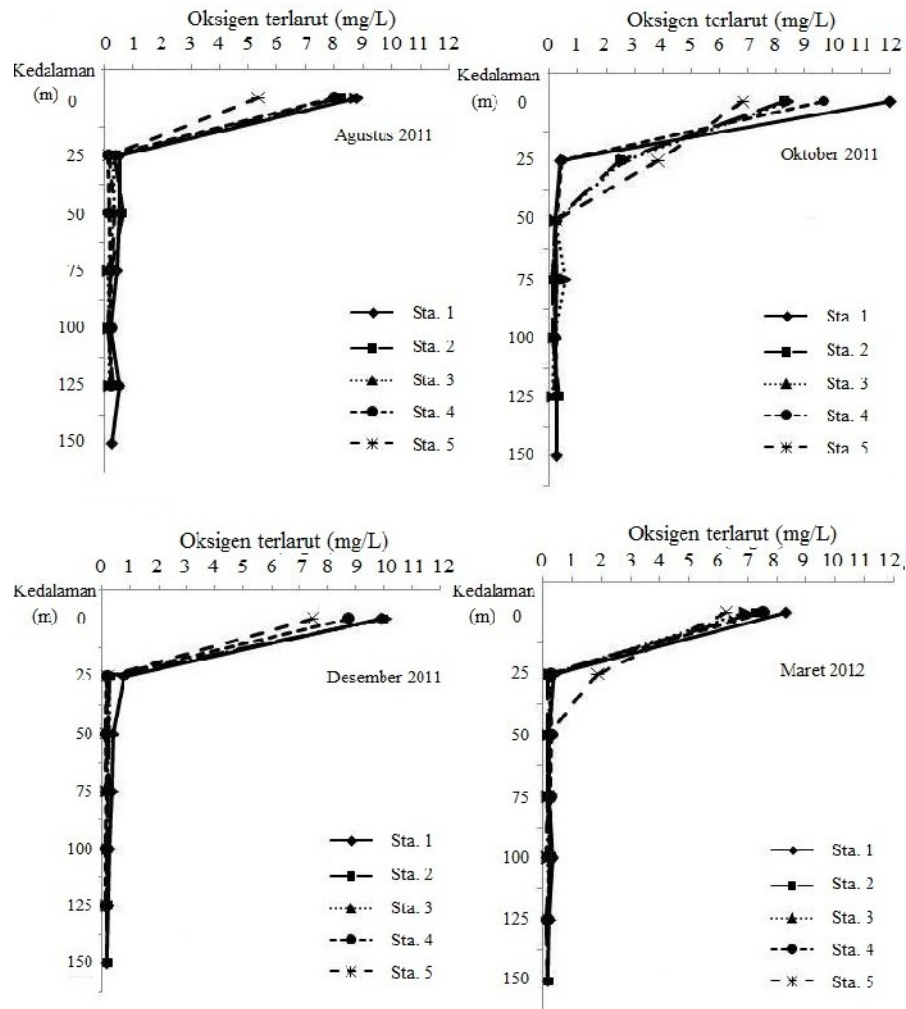 Oksigen terlarut (mg/L)
0 1 2 3 4 5 6 7 8 9 10 11 12
Kedalaman
(m)
0
25
50
75
100
125
150
Agustus 2011
Sta. 1
Sta. 2
Sta. 3
Sta. 4
Sta. 5
Oksigen terlarut (mg/L)
0 1 2 3 4 5 6 7 8 9 10 11 12
Kedalaman
(m)
0
25
50
75
100
125
150
Oktober 2011
Sta. 1
Sta. 2
Sta. 3
Sta. 4
Sta. 5
Oksigen terlarut (mg/L)
0 1 2 3 4 5 6 7 8 9 10 11 12
Kedalaman
(m)
0
25
50
75
100
125
150
Desember 2011
Sta. 1
Sta. 2
Sta. 3
Sta. 4
Sta. 5
Oksigen terlarut (mg/L)
0 1 2 3 4 5 6 7 8 9 10 11 12
Kedalaman
(m)
0
25
50
75
100
125
150
Maret 2012
Sta. 1
Sta. 2
Sta. 3
Sta. 4
Sta. 5